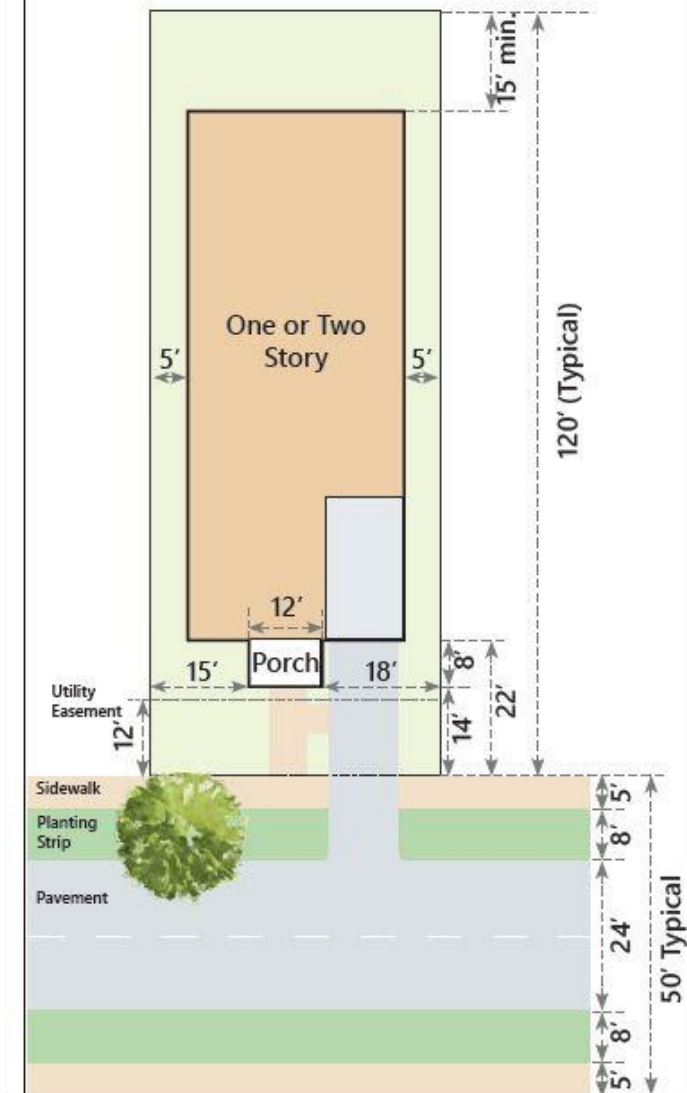 15’ min.
120’ (Typical)
One or Two
Story
5’
5’
12’
Porch
15’
18’
8’
22’
14’
Utility
Easement
12’
Sidewalk
Planting
Strip
Pavement
5’
8’
24’
8’
5’
50’ Typical